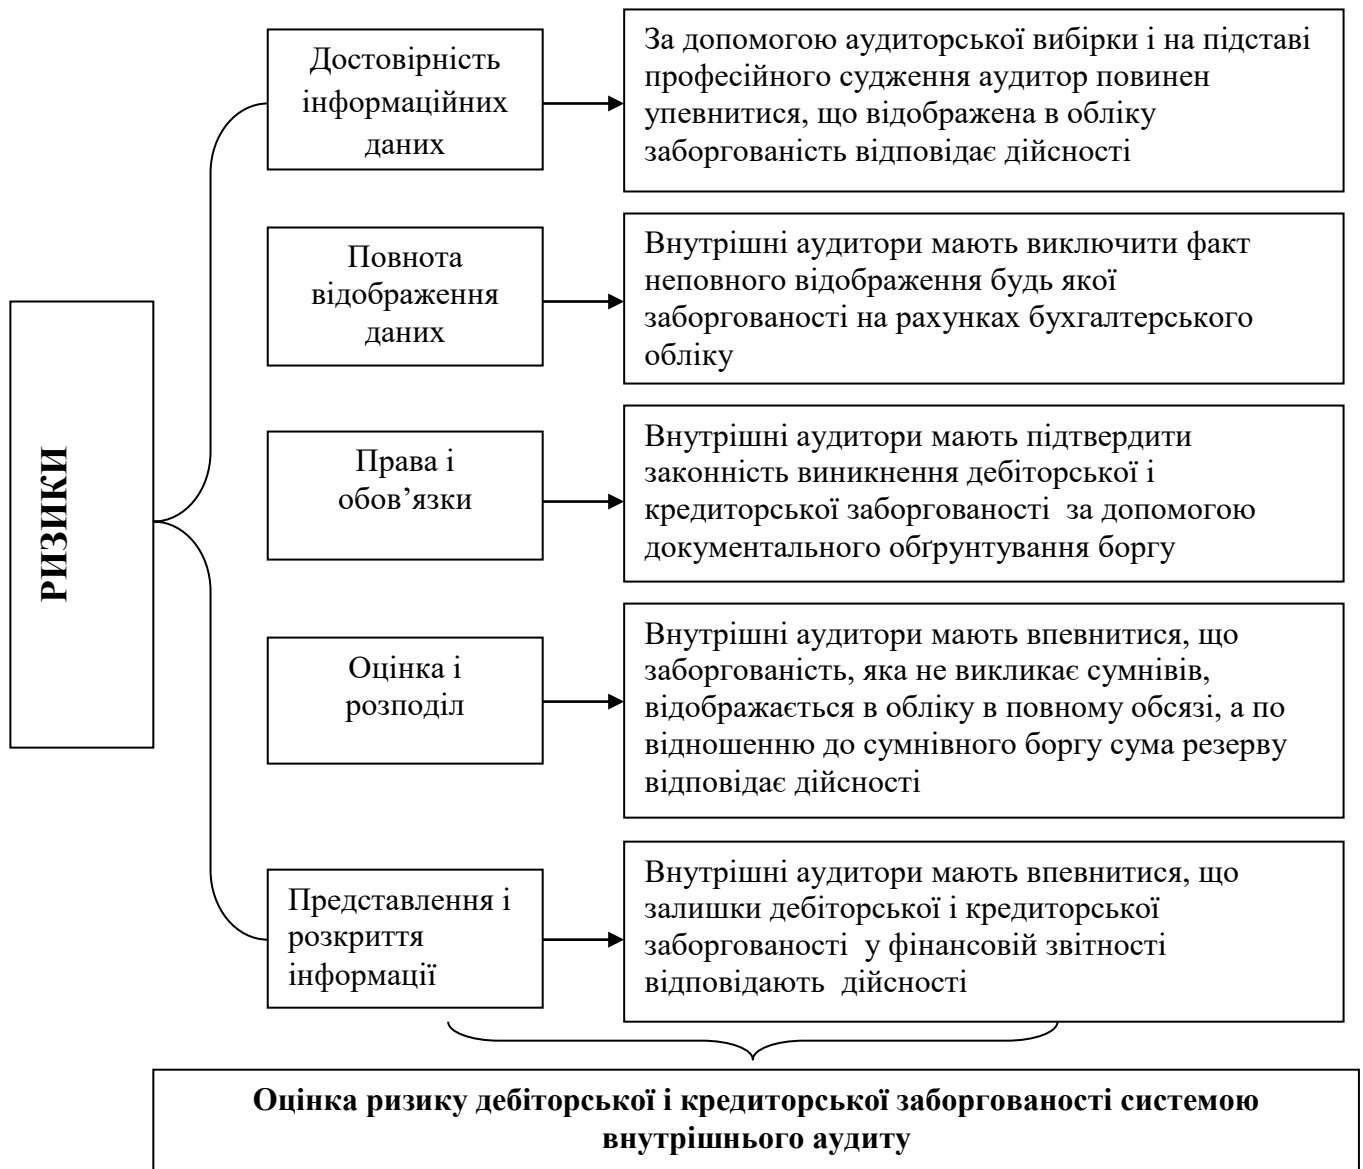 РИЗИКИ
Достовірність
інформаційних
даних
За допомогою аудиторської вибірки і на підставі
професійного судження аудитор повинен
упевнитися, що відображена в обліку
заборгованість відповідає дійсності
Повнота
відображення
даних
Внутрішні аудитори мають виключити факт
неповного відображення будь якої
заборгованості на рахунках бухгалтерського
обліку
Права і
обов’язки
Внутрішні аудитори мають підтвердити
законність виникнення дебіторської і
кредиторської заборгованості за допомогою
документального обґрунтування боргу
Оцінка і
розподіл
Внутрішні аудитори мають впевнитися, що
заборгованість, яка не викликає сумнівів,
відображається в обліку в повному обсязі, а по
відношенню до сумнівного боргу сума резерву
відповідає дійсності
Представлення і
розкриття
інформації
Внутрішні аудитори мають впевнитися, що
залишки дебіторської і кредиторської
заборгованості у фінансовій звітності
відповідають дійсності
Оцінка ризику дебіторської і кредиторської заборгованості системою
внутрішнього аудиту